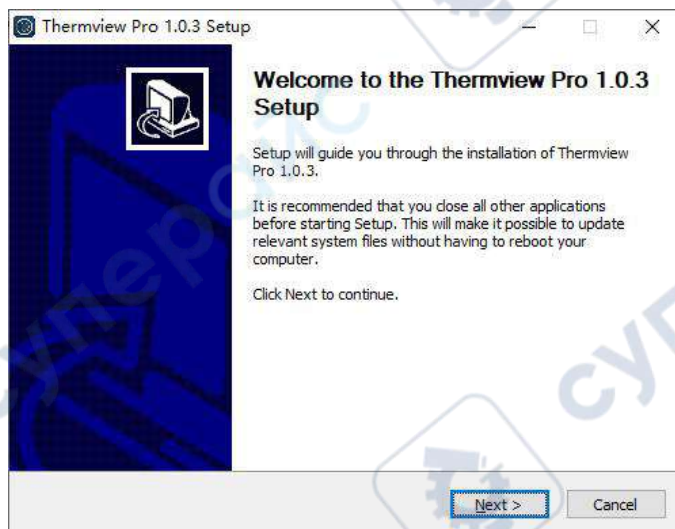 Thermview Pro 1.0.3 Setup
Welcome to the Thermview Pro 1.0.3
Setup
Setup will guide you through the installation of Thermview
Pro 1.0.3.
It is recommended that you close all other applications
before starting Setup. This will make it possible to update
relevant system files without having to reboot your
computer.
Click Next to continue.
суперайс
Next >
Cancel